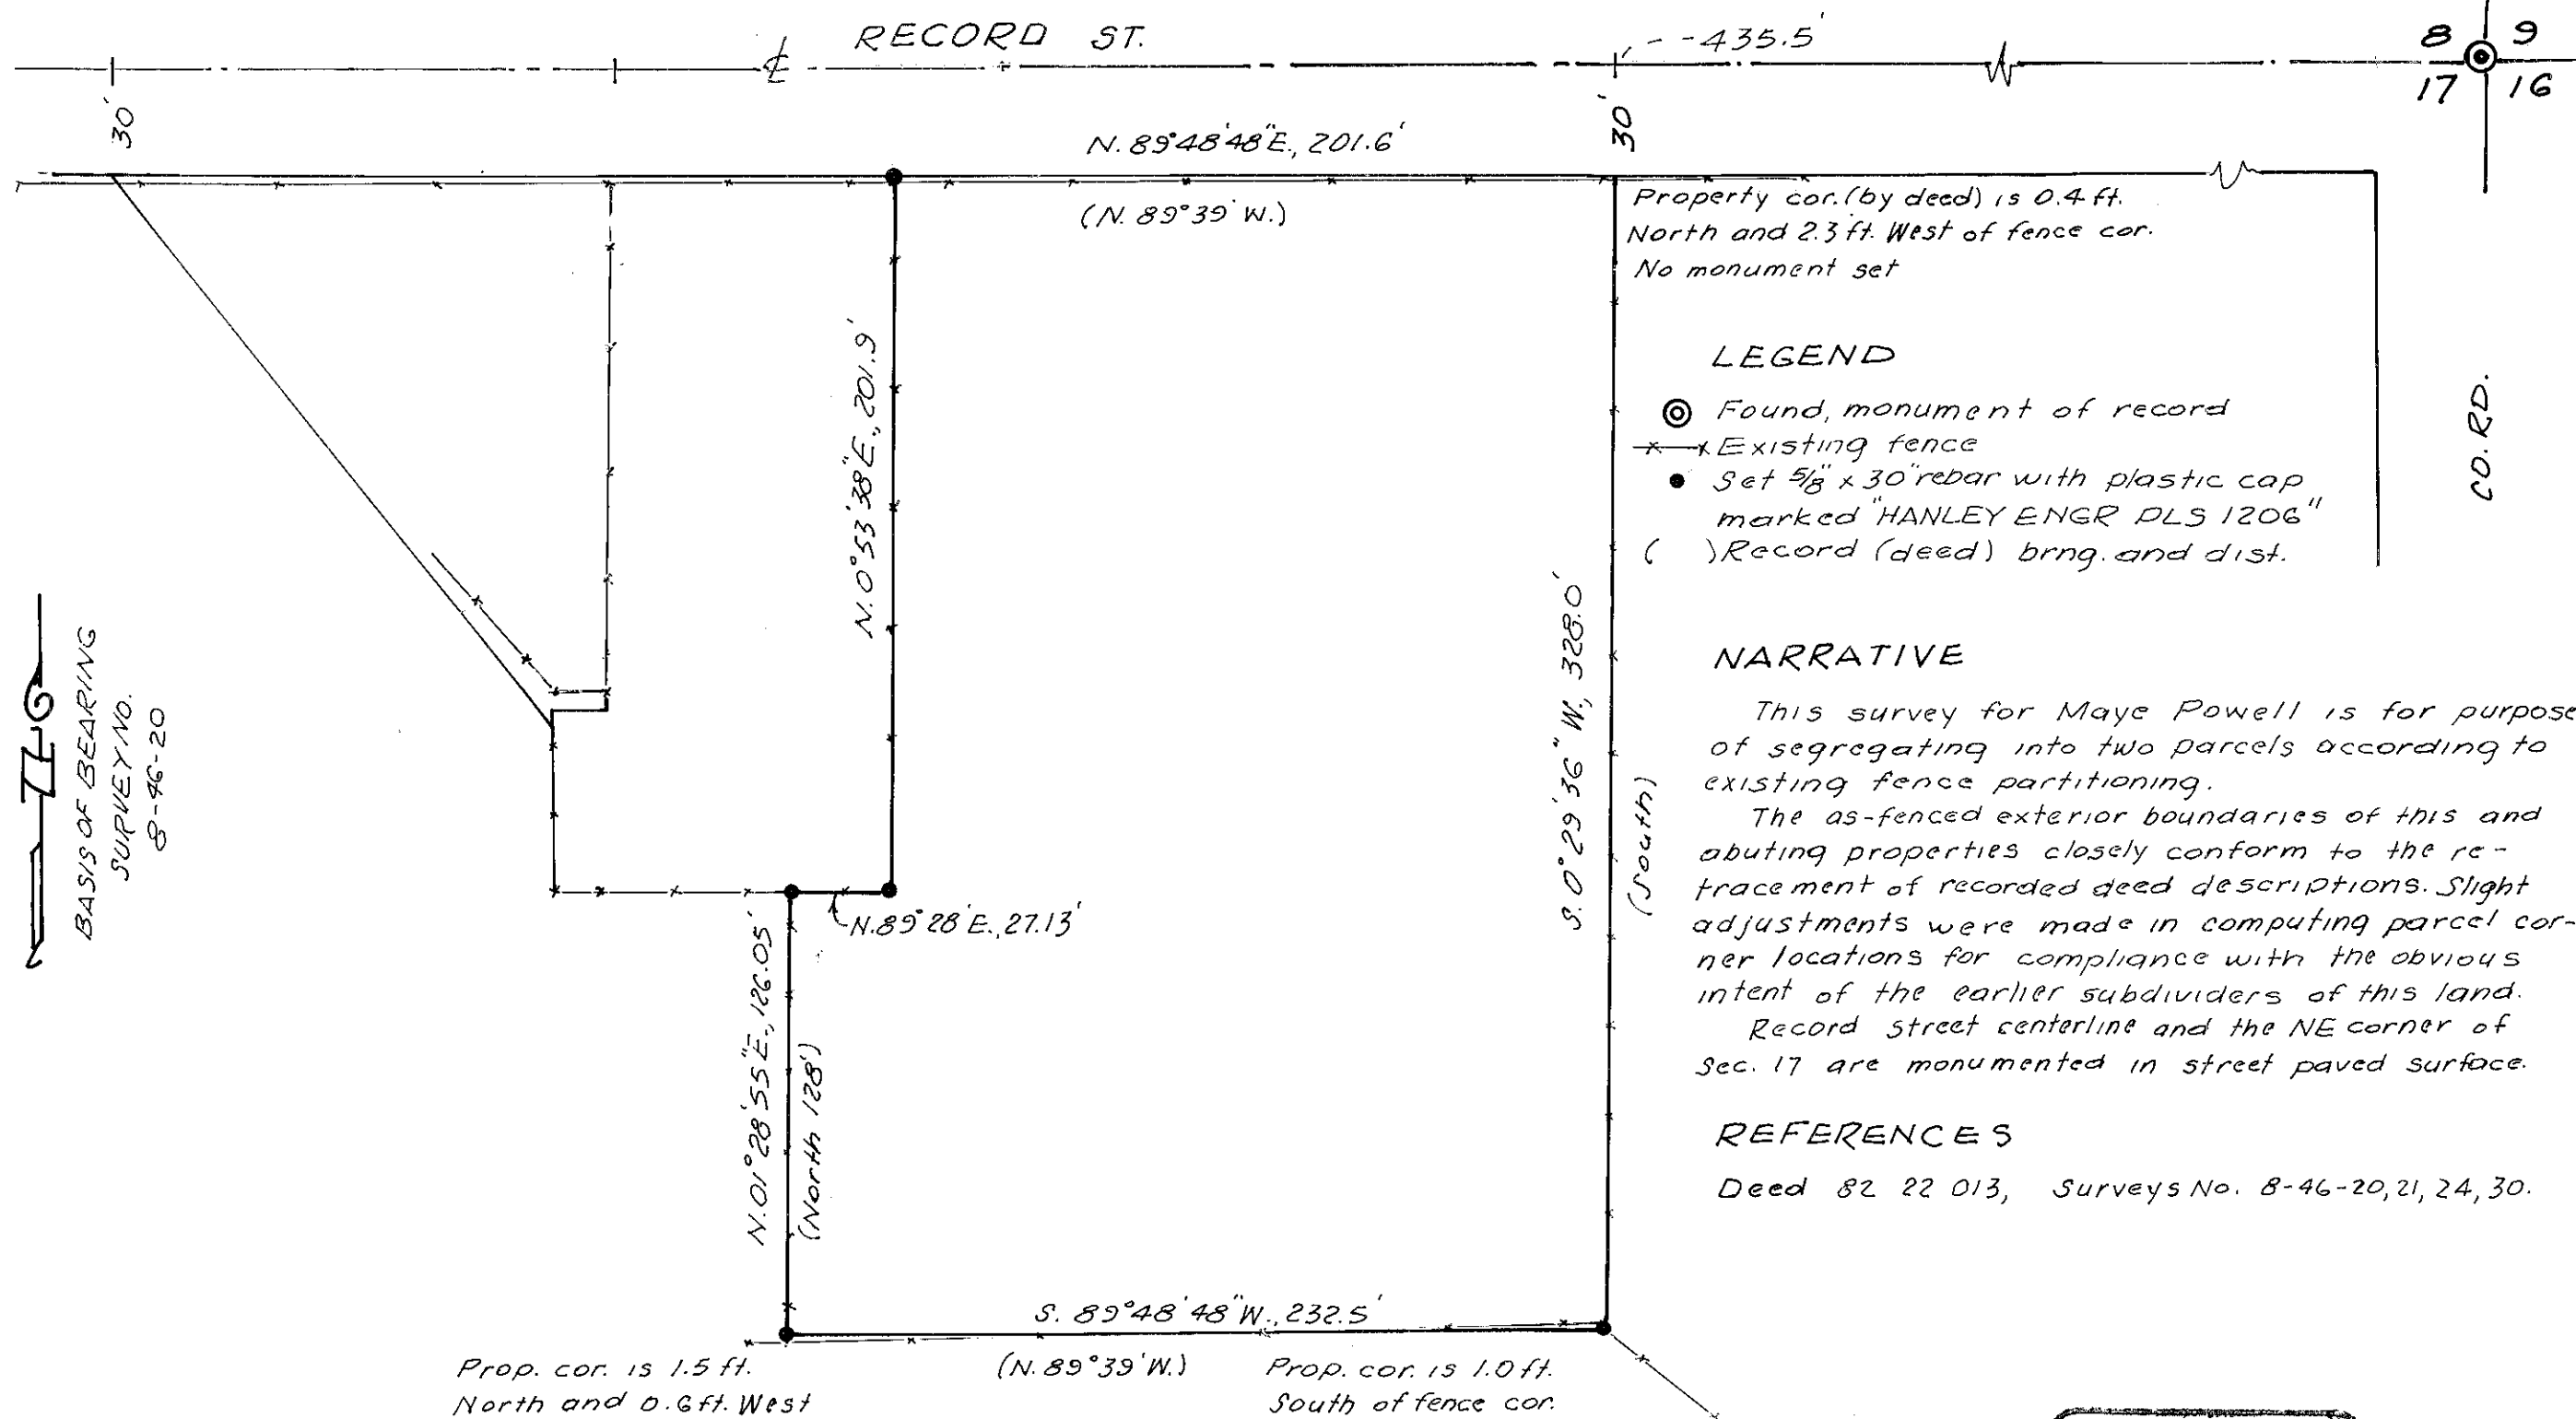 RECORD ST.
- -435.5'
8 9
17 16
30'
30'
N. 89°48'48"E., 201.6'
(N. 89°39' W.)
Property cor. (by deed) is 0.4 ft.
North and 2.3 ft. West of fence cor.
No monument set
N. 0°53'38"E., 201.9'
LEGEND
Found, monument of record
Existing fence
Set 5/8" x 30" rebar with plastic cap
marked "HANLEY ENGR PLS 1206"
( ) Record (deed) brng. and dist.
CO. RD.
BASIS OF BEARING
SURVEY NO.
8-46-20
S. 0°29'36" W., 328.0'
(South)
NARRATIVE
This survey for Maye Powell is for purpose
of segregating into two parcels according to
existing fence partitioning.
The as-fenced exterior boundaries of this and
abuting properties closely conform to the re-
tracement of recorded deed descriptions. Slight
adjustments were made in computing parcel cor-
ner locations for compliance with the obvious
intent of the earlier subdividers of this land.
Record street centerline and the NE corner of
Sec. 17 are monumented in street paved surface.
N. 89°28'E., 27.13'
N. 01°28'55"E., 126.05'
(North 128')
REFERENCES
Deed 82 22 013, Surveys No. 8-46-20, 21, 24, 30.
S. 89°48'48"W., 232.5'
(N. 89°39'W.)
Prop. cor. is 1.5 ft.
North and 0.6 ft. West
Prop. cor. is 1.0 ft.
South of fence cor.